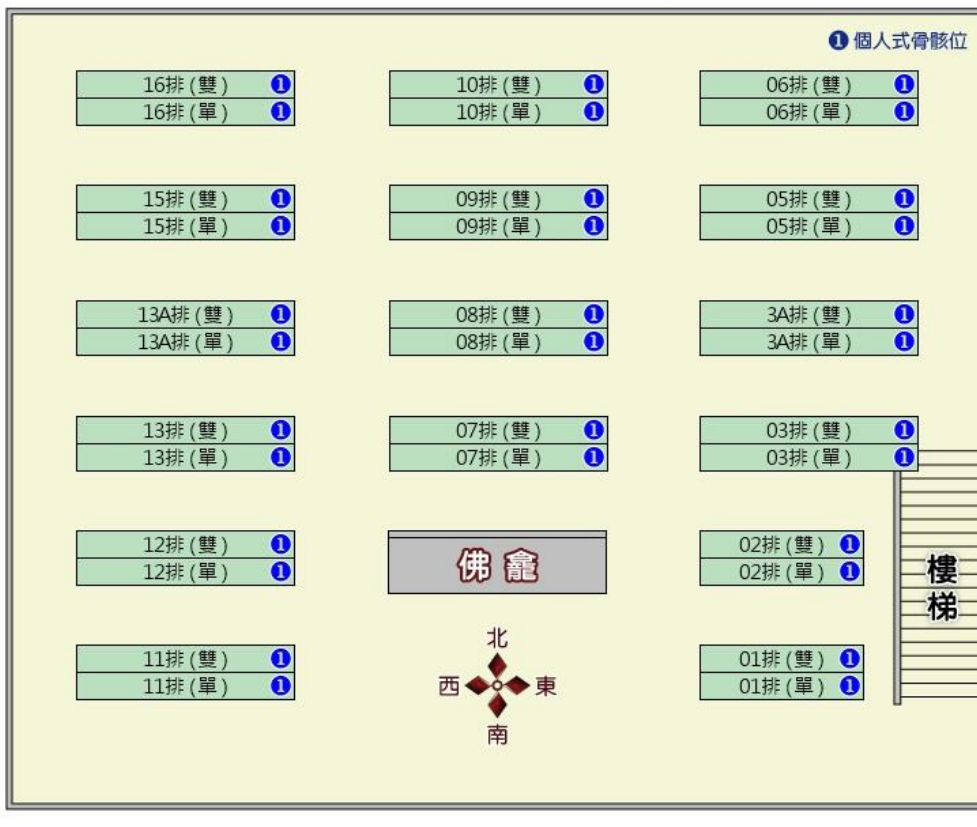 ❶ 個人式骨骸位
16排(雙) ❶
16排(單) ❶
10排(雙) ❶
10排(單) ❶
06排(雙) ❶
06排(單) ❶
15排(雙) ❶
15排(單) ❶
09排(雙) ❶
09排(單) ❶
05排(雙) ❶
05排(單) ❶
13A排(雙) ❶
13A排(單) ❶
08排(雙) ❶
08排(單) ❶
3A排(雙) ❶
3A排(單) ❶
13排(雙) ❶
13排(單) ❶
07排(雙) ❶
07排(單) ❶
03排(雙) ❶
03排(單) ❶
12排(雙) ❶
12排(單) ❶
佛龕
02排(雙) ❶
02排(單) ❶
樓梯
11排(雙) ❶
11排(單) ❶
北
西 東
南
01排(雙) ❶
01排(單) ❶